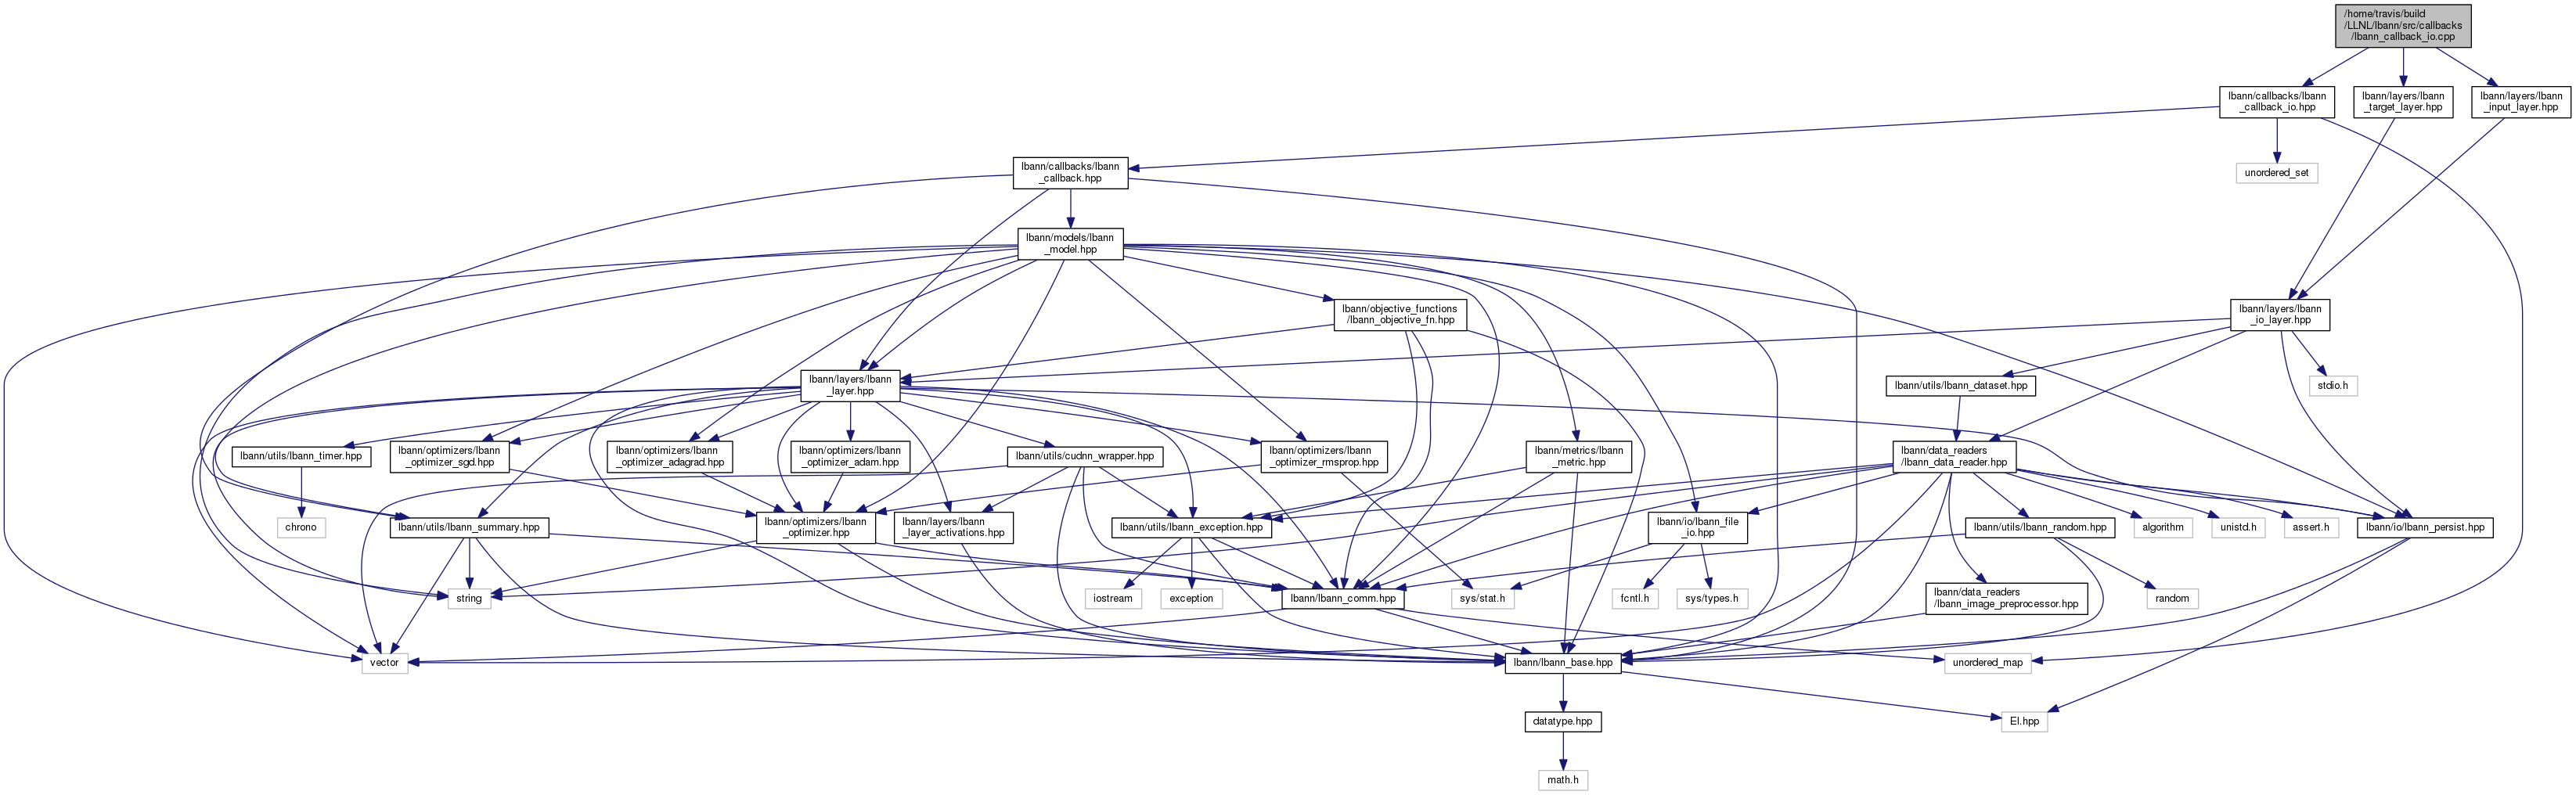 /home/travis/build
/LLNL/lbann/src/callbacks
/lbann_callback_io.cpp
lbann/callbacks/lbann
_callback_io.hpp
lbann/layers/lbann
_target_layer.hpp
lbann/layers/lbann
_input_layer.hpp
lbann/callbacks/lbann
_callback.hpp
unordered_set
lbann/models/lbann
_model.hpp
lbann/objective_functions
/lbann_objective_fn.hpp
lbann/layers/lbann
_io_layer.hpp
lbann/layers/lbann
_layer.hpp
lbann/utils/lbann_dataset.hpp
stdio.h
lbann/utils/lbann_timer.hpp
lbann/optimizers/lbann
_optimizer_sgd.hpp
lbann/optimizers/lbann
_optimizer_adagrad.hpp
lbann/optimizers/lbann
_optimizer_adam.hpp
lbann/utils/cudnn_wrapper.hpp
lbann/optimizers/lbann
_optimizer_rmsprop.hpp
lbann/metrics/lbann
_metric.hpp
lbann/data_readers
/lbann_data_reader.hpp
chrono
lbann/utils/lbann_summary.hpp
lbann/optimizers/lbann
_optimizer.hpp
lbann/layers/lbann
_layer_activations.hpp
lbann/utils/lbann_exception.hpp
lbann/io/lbann_file
_io.hpp
lbann/utils/lbann_random.hpp
algorithm
unistd.h
assert.h
lbann/io/lbann_persist.hpp
string
iostream
exception
lbann/lbann_comm.hpp
sys/stat.h
fcntl.h
sys/types.h
lbann/data_readers
/lbann_image_preprocessor.hpp
random
vector
lbann/lbann_base.hpp
unordered_map
datatype.hpp
El.hpp
math.h